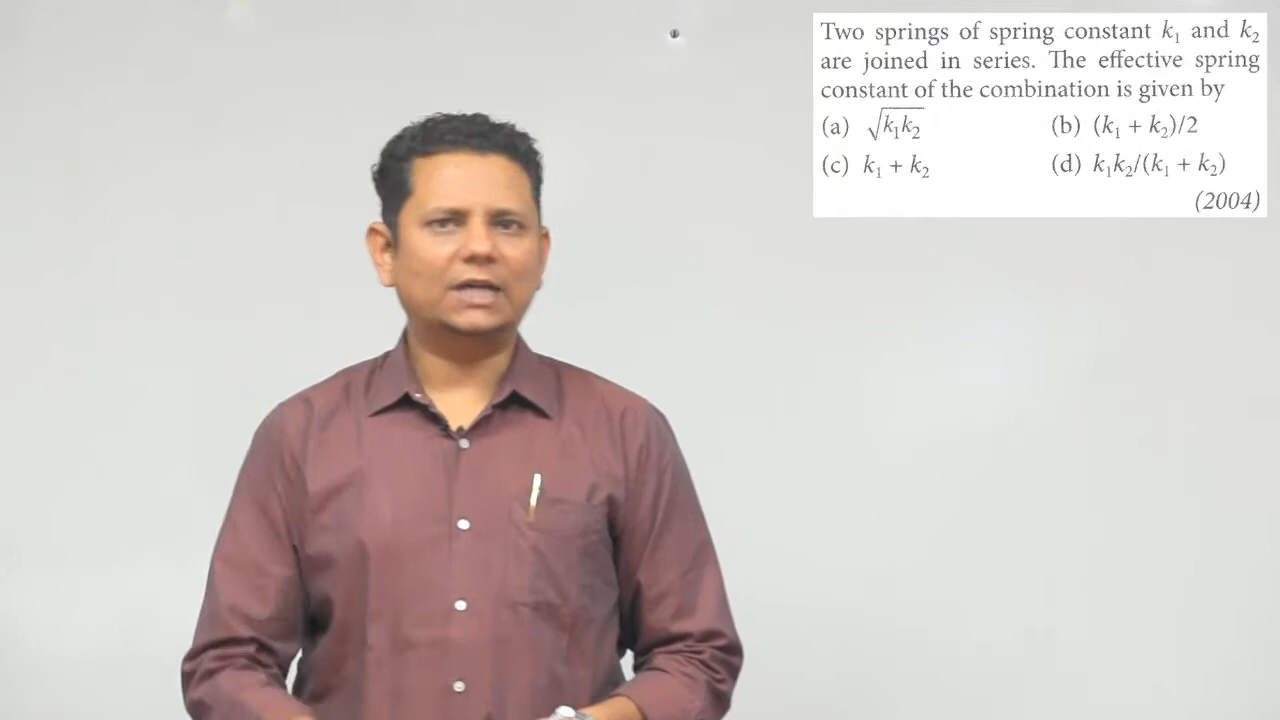 Two springs of spring constant k₁ and k₂
are joined in series. The effective spring
constant of the combination is given by
(a) √k₁k₂ (b) (k₁ + k₂)/2
(c) k₁ + k₂ (d) k₁k₂/(k₁ + k₂)
(2004)